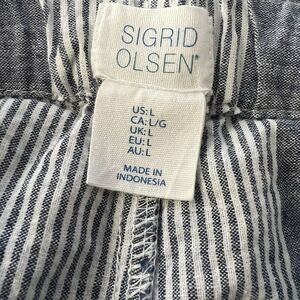 SIGRID
OLSEN®
US: L
CA: L/G
UK: L
EU: L
AU: L
MADE IN
INDONESIA